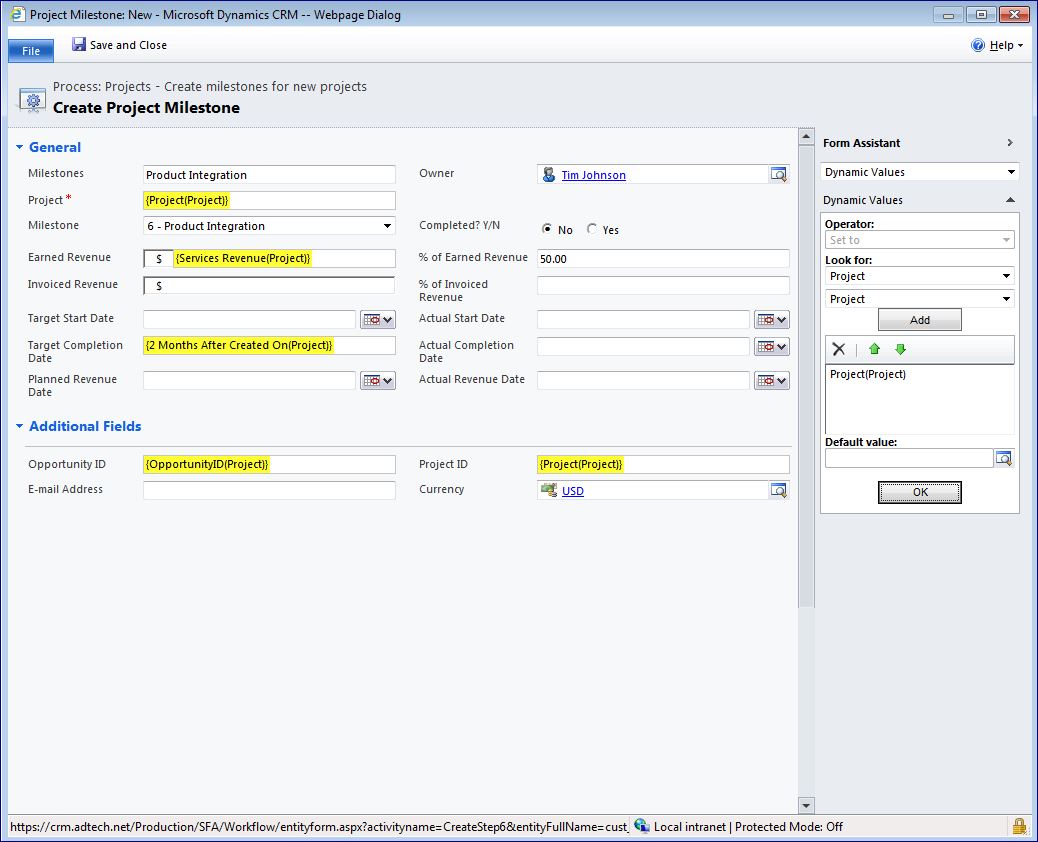 Project Milestone: New - Microsoft Dynamics CRM -- Webpage Dialog
File
Save and Close
Help
Process: Projects - Create milestones for new projects
Create Project Milestone
General
Milestones
Product Integration
Owner
Tim Johnson
Project *
{Project(Project)}
Milestone
6 - Product Integration
Completed? Y/N
No
Yes
Earned Revenue
$
{Services Revenue(Project)}
% of Earned Revenue
50.00
Invoiced Revenue
$
% of Invoiced
Revenue
Target Start Date
Actual Start Date
Target Completion
Date
{2 Months After Created On(Project)}
Actual Completion
Date
Planned Revenue
Date
Actual Revenue Date
Additional Fields
Opportunity ID
{OpportunityID(Project)}
Project ID
{Project(Project)}
E-mail Address
Currency
USD
Form Assistant
Dynamic Values
Dynamic Values
Operator:
Set to
Look for:
Project
Project
Add
Project(Project)
Default value:
OK
https://crm.adtech.net/Production/SFA/Workflow/entityform.aspx?activityname=CreateStep6&entityFullName=cust_
Local intranet | Protected Mode: Off